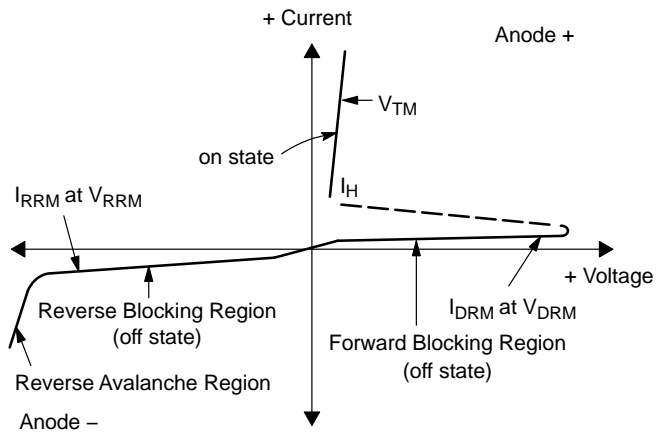 + Current
Anode +
V_TM
on state
I_H
I_RRM at V_RRM
+ Voltage
I_DRM at V_DRM
Reverse Blocking Region
(off state)
Forward Blocking Region
(off state)
Reverse Avalanche Region
Anode −